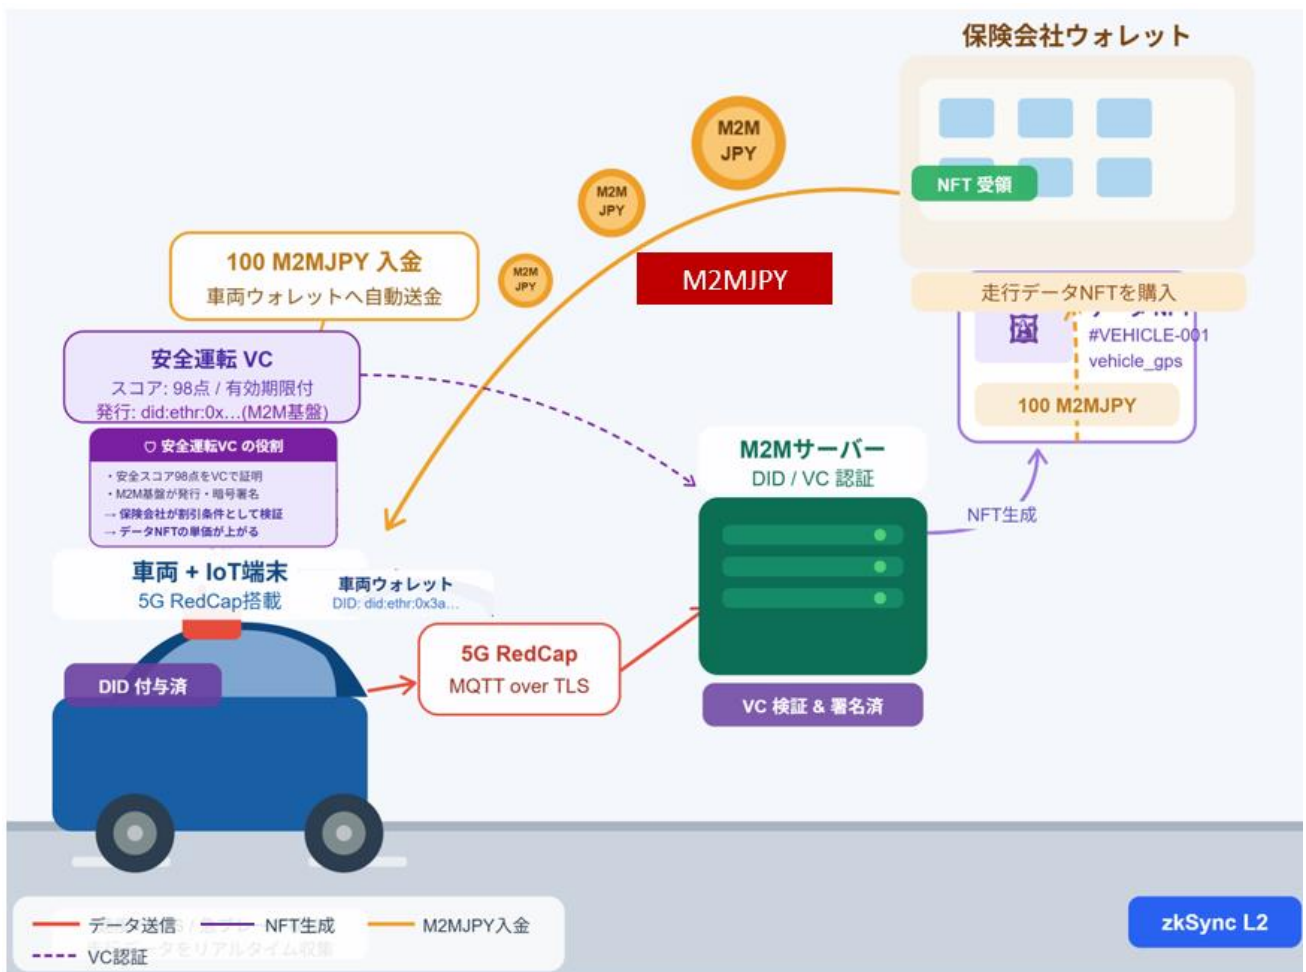 保険会社ウォレット
M2M
JPY
M2M
JPY
M2M
JPY
NFT 受領
100 M2MJPY 入金
車両ウォレットへ自動送金
M2MJPY
走行データNFTを購入
#VEHICLE-001
vehicle_gps
100 M2MJPY
安全運転 VC
スコア: 98点 / 有効期限付
発行: did:ethr:0x…(M2M基盤)
♡ 安全運転VC の役割
・安全スコア98点をVCで証明
・M2M基盤が発行・暗号署名
→ 保険会社が割引条件として検証
→ データNFTの単価が上がる
M2Mサーバー
DID / VC 認証
NFT生成
車両 + IoT端末
5G RedCap搭載
車両ウォレット
DID: did:ethr:0x3a…
5G RedCap
MQTT over TLS
DID 付与済
VC 検証 & 署名済
データ送信
NFT生成
M2MJPY入金
VC認証
zkSync L2